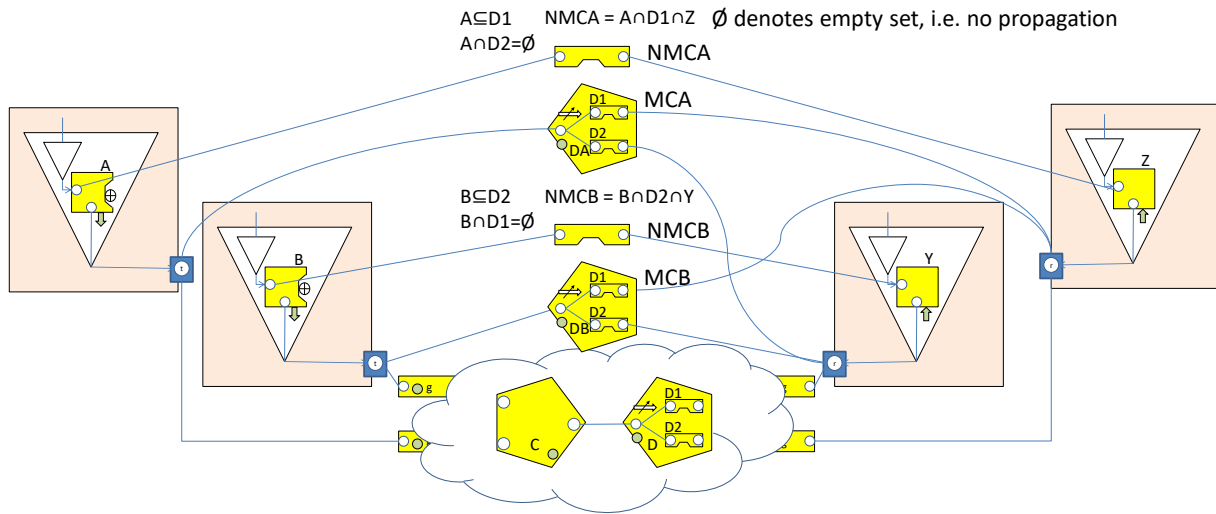 A⊆D1 NMCA = A∩D1∩Z Ø denotes empty set, i.e. no propagation
A∩D2=Ø
NMCA
D1 MCA
D2
DA
A
Z
B⊆D2 NMCB = B∩D2∩Y
B∩D1=Ø
NMCB
B
Y
t
r
D1 MCB
D2
DB
t
r
g
g
D1
D2
C
D
g